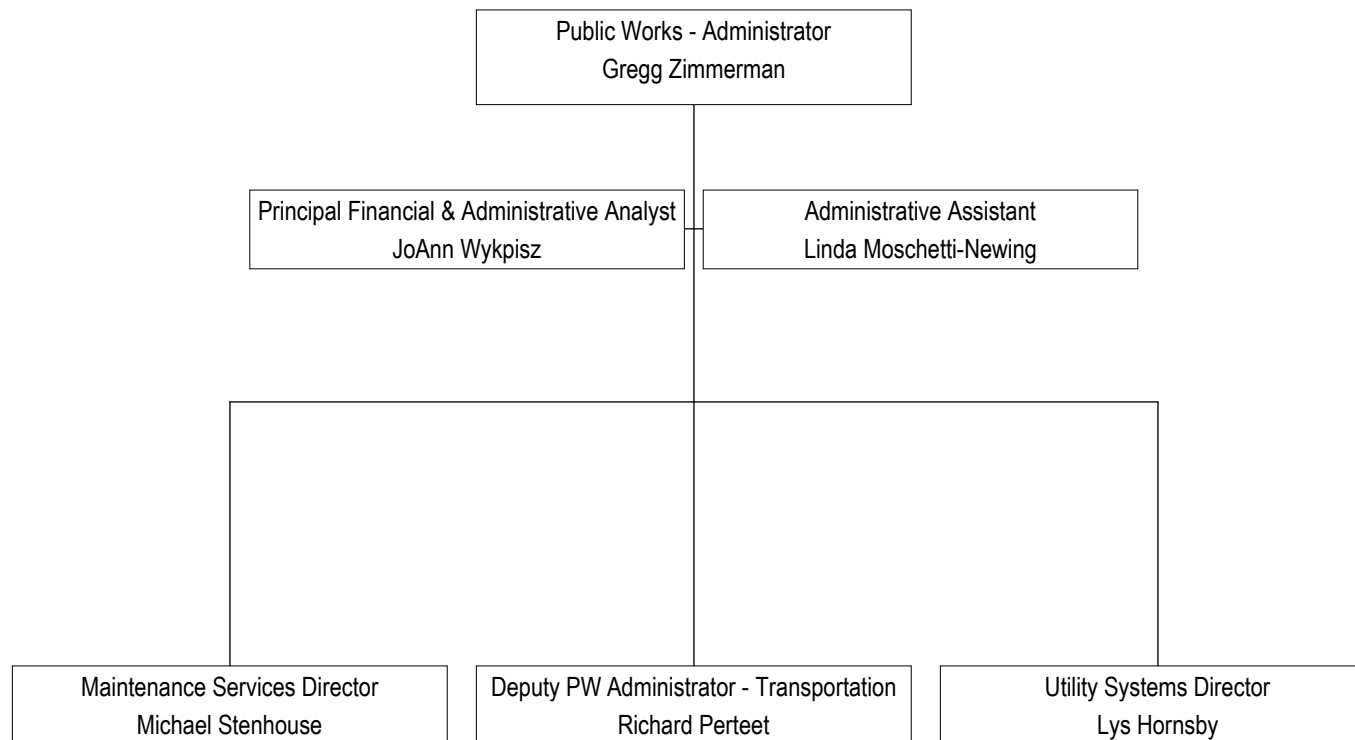 Public Works - Administrator
Gregg Zimmerman
Principal Financial & Administrative Analyst
JoAnn Wykpisz
Administrative Assistant
Linda Moschetti-Newing
Maintenance Services Director
Michael Stenhouse
Deputy PW Administrator - Transportation
Richard Perteet
Utility Systems Director
Lys Hornsby